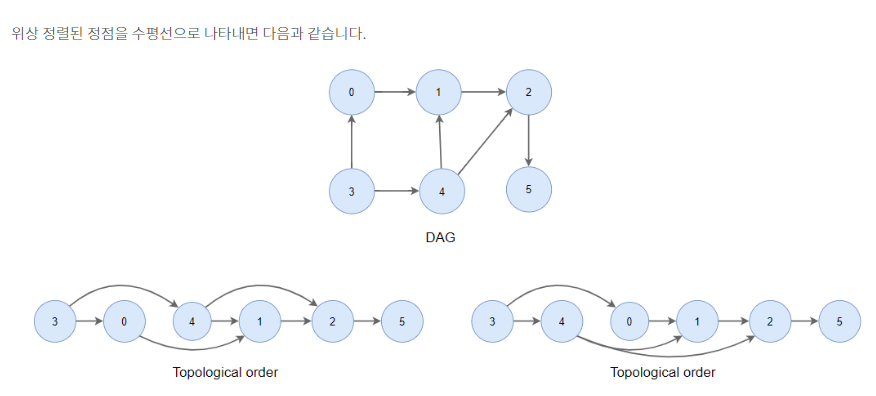 위상 정렬된 정점을 수평선으로 나타내면 다음과 같습니다.
0 1 2
3 4 5
DAG
3 0 4 1 2 5
3 4 0 1 2 5
Topological order
Topological order